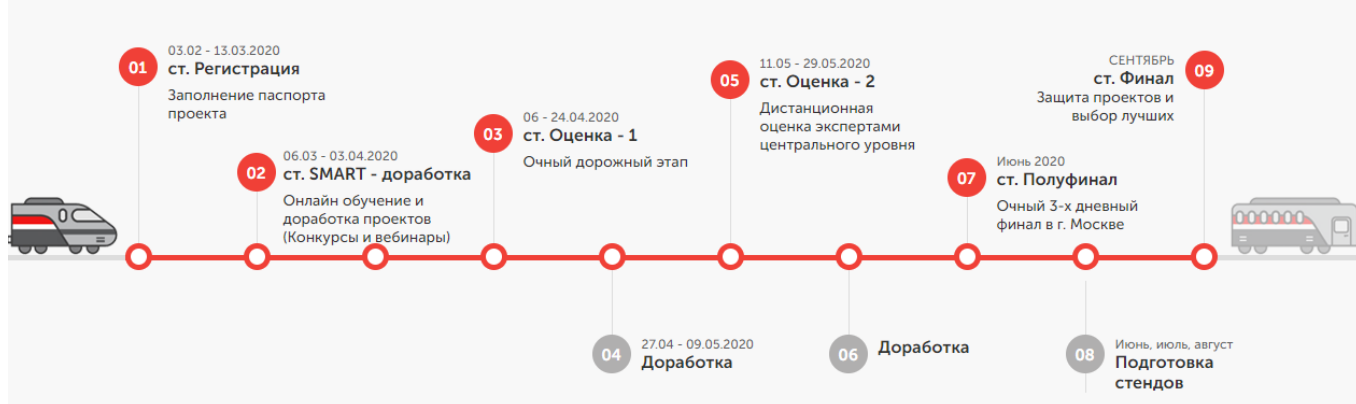 01
03.02 - 13.03.2020
ст. Регистрация
Заполнение паспорта
проекта
02
06.03 - 03.04.2020
ст. SMART - доработка
Онлайн обучение и
доработка проектов
(Конкурсы и вебинары)
03
06 - 24.04.2020
ст. Оценка - 1
Очный дорожный этап
04
27.04 - 09.05.2020
Доработка
05
11.05 - 29.05.2020
ст. Оценка - 2
Дистанционная
оценка экспертами
центрального уровня
06
Доработка
07
Июнь 2020
ст. Полуфинал
Очный 3-х дневный
финал в г. Москве
08
Июнь, июль, август
Подготовка
стендов
09
СЕНТЯБРЬ
ст. Финал
Защита проектов и
выбор лучших